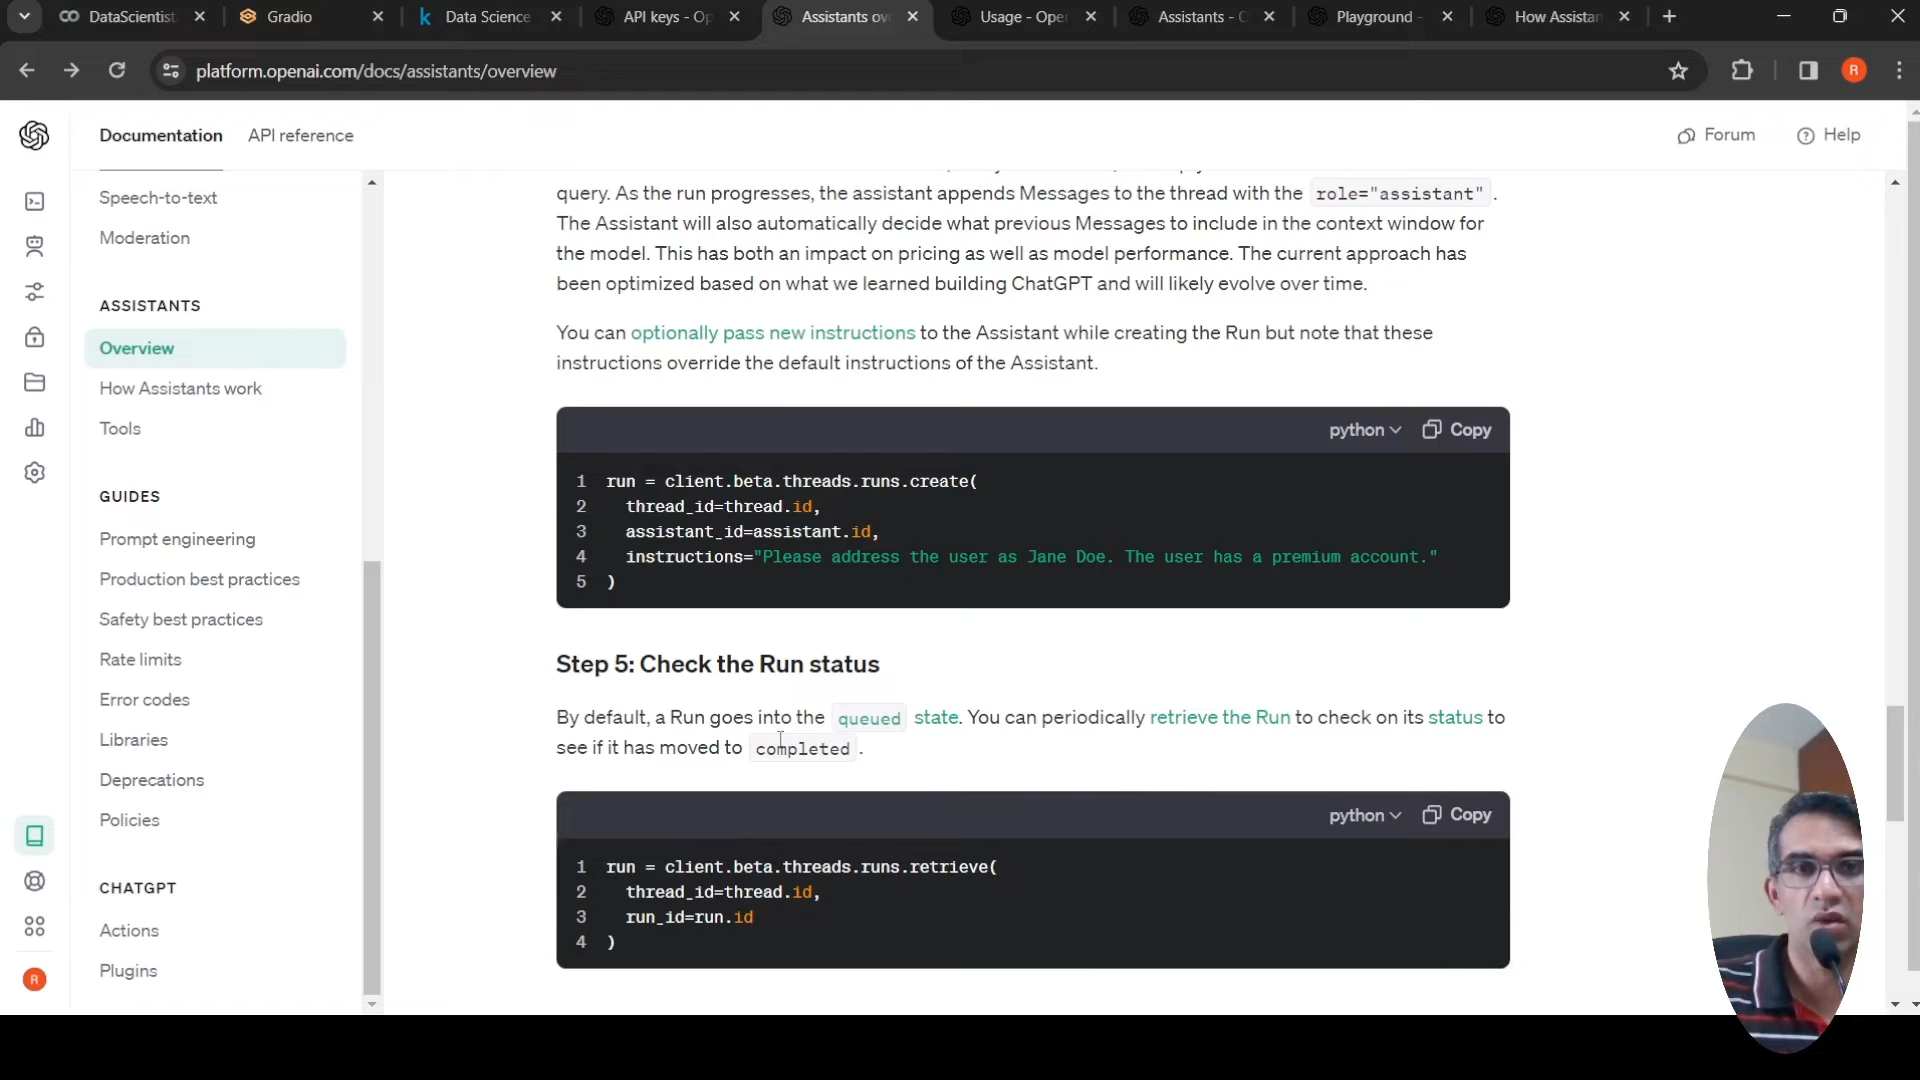 DataScientist
Gradio
Data Science
API keys - Op
Assistants ov
Usage - Open
Assistants - O
Playground -
How Assistan
platform.openai.com/docs/assistants/overview
R
Documentation
API reference
Forum
Help
Speech-to-text
Moderation
ASSISTANTS
Overview
How Assistants work
Tools
GUIDES
Prompt engineering
Production best practices
Safety best practices
Rate limits
Error codes
Libraries
Deprecations
Policies
CHATGPT
Actions
Plugins
R
query. As the run progresses, the assistant appends Messages to the thread with the role="assistant".
The Assistant will also automatically decide what previous Messages to include in the context window for
the model. This has both an impact on pricing as well as model performance. The current approach has
been optimized based on what we learned building ChatGPT and will likely evolve over time.
You can optionally pass new instructions to the Assistant while creating the Run but note that these
instructions override the default instructions of the Assistant.
python Copy
1 run = client.beta.threads.runs.create(
2 thread_id=thread.id,
3 assistant_id=assistant.id,
4 instructions="Please address the user as Jane Doe. The user has a premium account."
5 )
Step 5: Check the Run status
By default, a Run goes into the queued state. You can periodically retrieve the Run to check on its status to
see if it has moved to completed.
python Copy
1 run = client.beta.threads.runs.retrieve(
2 thread_id=thread.id,
3 run_id=run.id
4 )